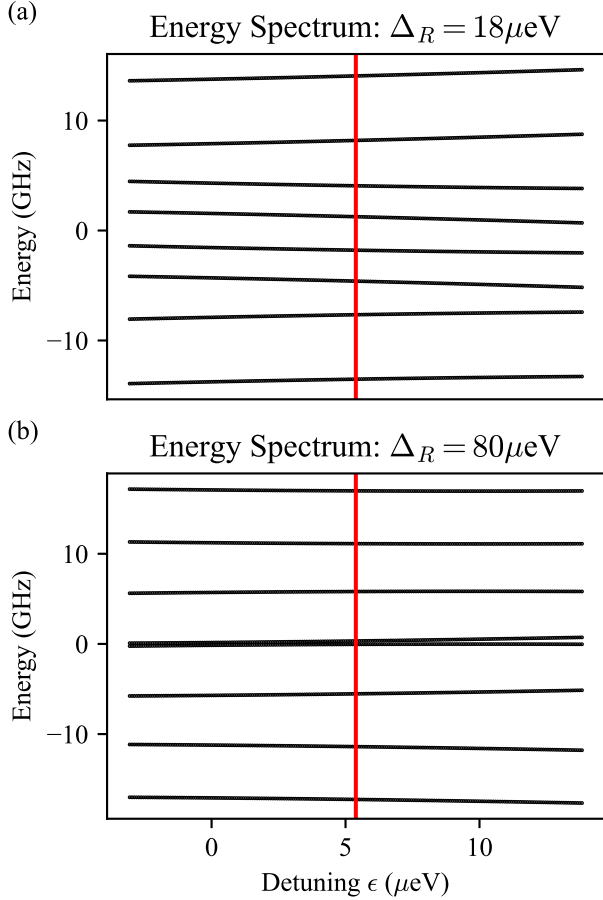 (a)
Energy Spectrum: Δ_R = 18μeV
10
0
−10
Energy (GHz)
(b)
Energy Spectrum: Δ_R = 80μeV
10
0
−10
Energy (GHz)
0 5 10
Detuning ϵ (μeV)